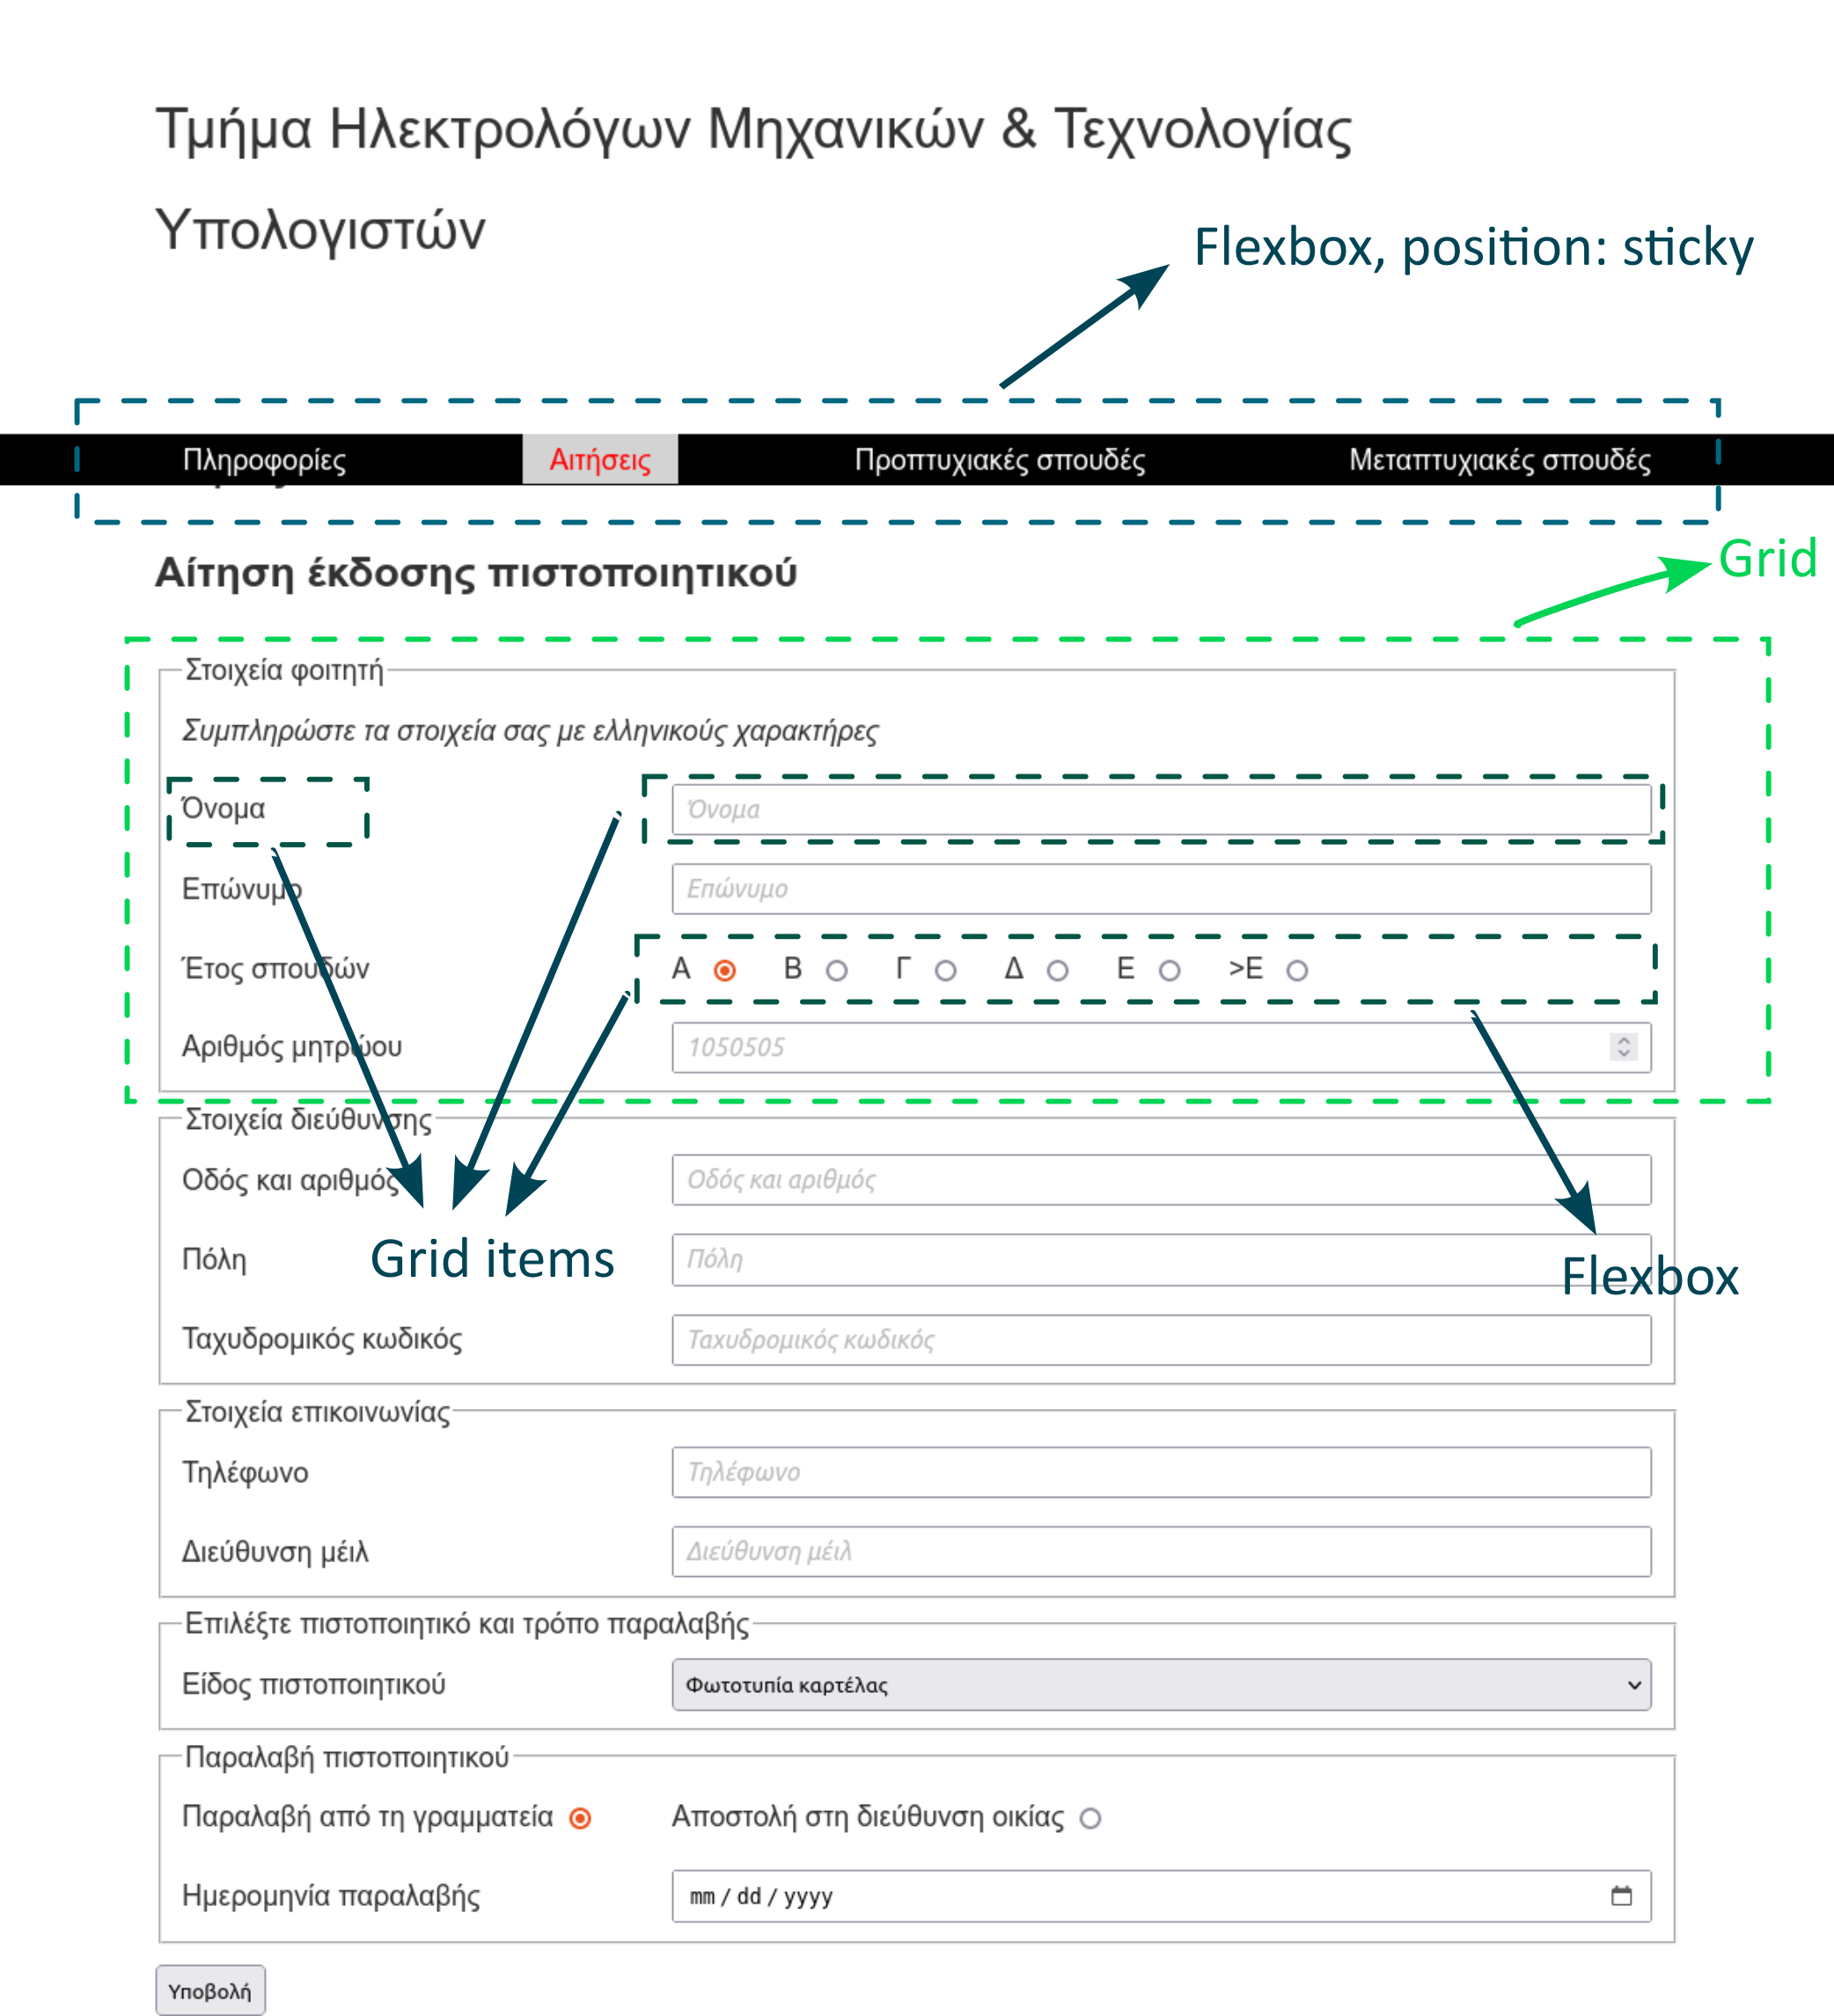 Τμήμα Ηλεκτρολόγων Μηχανικών & Τεχνολογίας
Υπολογιστών
Flexbox, position: sticky
Πληροφορίες Αιτήσεις Προπτυχιακές σπουδές Μεταπτυχιακές σπουδές
Αίτηση έκδοσης πιστοποιητικού
Grid
Στοιχεία φοιτητή
Συμπληρώστε τα στοιχεία σας με ελληνικούς χαρακτήρες
Όνομα Όνομα
Επώνυμο Επώνυμο
Έτος σπουδών Α Β Γ Δ Ε >Ε
Αριθμός μητρώου 1050505
Στοιχεία διεύθυνσης
Οδός και αριθμός Οδός και αριθμός
Πόλη Πόλη
Grid items
Flexbox
Ταχυδρομικός κωδικός Ταχυδρομικός κωδικός
Στοιχεία επικοινωνίας
Τηλέφωνο Τηλέφωνο
Διεύθυνση μέιλ Διεύθυνση μέιλ
Επιλέξτε πιστοποιητικό και τρόπο παραλαβής
Είδος πιστοποιητικού Φωτοτυπία καρτέλας
Παραλαβή πιστοποιητικού
Παραλαβή από τη γραμματεία Αποστολή στη διεύθυνση οικίας
Ημερομηνία παραλαβής mm / dd / yyyy
Υποβολή